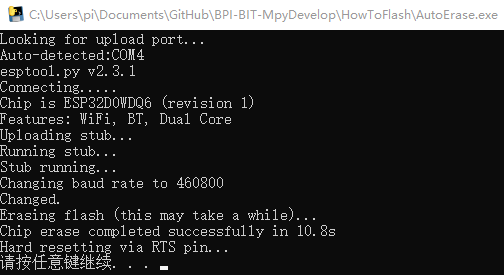 C:\Users\pi\Documents\GitHub\BPI-BIT-MpyDevelop\HowToFlash\AutoErase.exe
Looking for upload port...
Auto-detected:COM4
esptool.py v2.3.1
Connecting.....
Chip is ESP32D0WDQ6 (revision 1)
Features: WiFi, BT, Dual Core
Uploading stub...
Running stub...
Stub running...
Changing baud rate to 460800
Changed.
Erasing flash (this may take a while)...
Chip erase completed successfully in 10.8s
Hard resetting via RTS pin...
请按任意键继续. . .